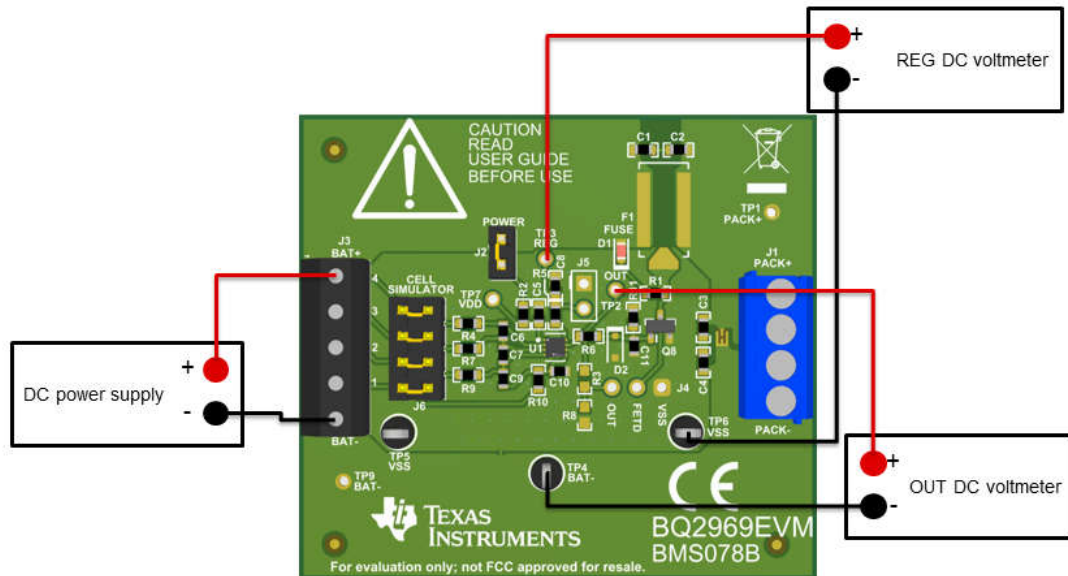 +
REG DC voltmeter
-
CAUTION
READ
USER GUIDE
BEFORE USE
C1
C2
TP1
PACK+
POWER
J2
TP3
REG
F1
FUSE
D1
J3
BAT+
J1
PACK+
R5
C8
J5
OUT
TP2
R11
R1
4
3
2
1
CELL
SIMULATOR
TP7
VDD
R2
C5
C3
R4
C6
U1
R6
Q8
R7
C7
C11
D2
C4
R9
C9
C10
R10
R3
R8
J4
J6
OUT
FETD
VSS
+
DC power supply
-
BAT-
PACK-
TP5
VSS
TP6
VSS
TP9
BAT-
TP4
BAT-
+
OUT DC voltmeter
-
CE
TEXAS
INSTRUMENTS
BQ2969EVM
BMS078B
For evaluation only; not FCC approved for resale.